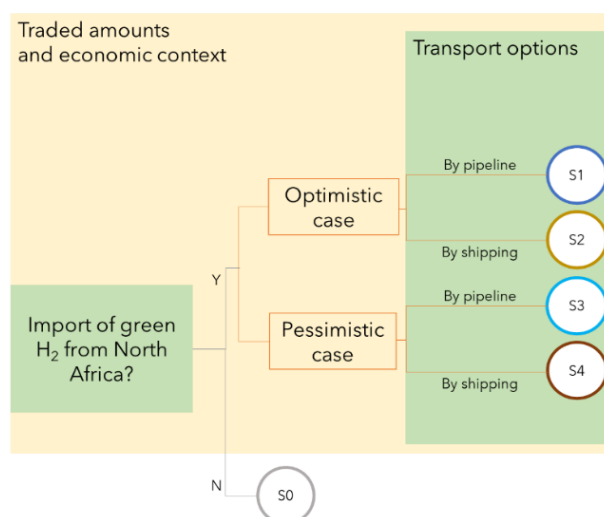 Traded amounts
and economic context
Transport options
By pipeline
S1
Optimistic
case
S2
By shipping
Y
By pipeline
S3
Import of green
H₂ from North
Africa?
Pessimistic
case
S4
By shipping
N
S0